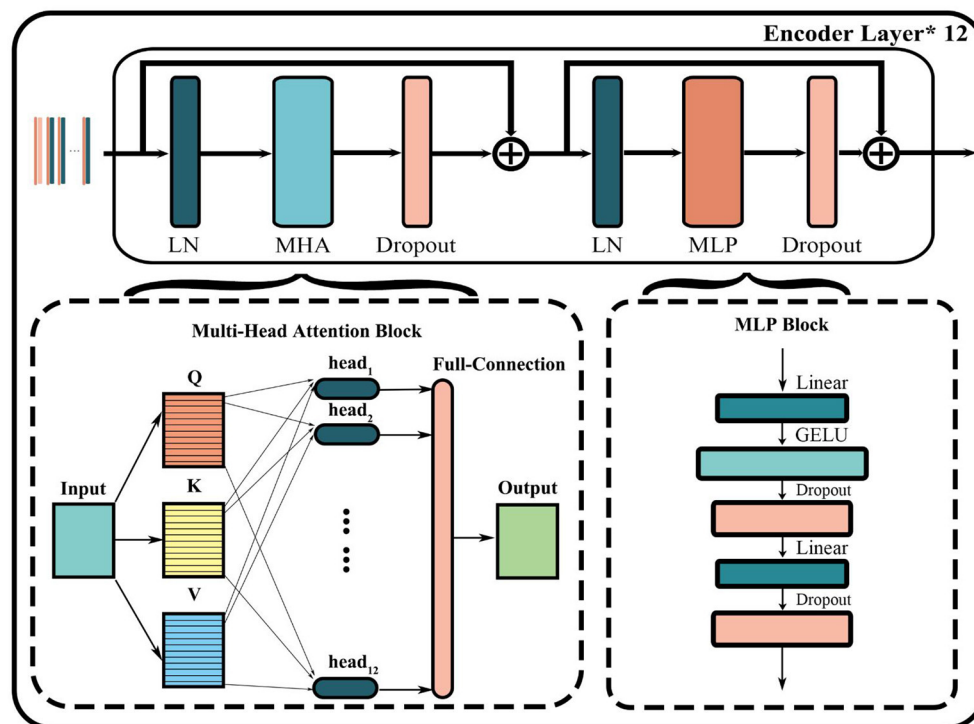 Encoder Layer* 12
...
LN
MHA
Dropout
LN
MLP
Dropout
Multi-Head Attention Block
Input
Q
K
V
head₁
head₂
head₁₂
Full-Connection
Output
MLP Block
Linear
GELU
Dropout
Linear
Dropout